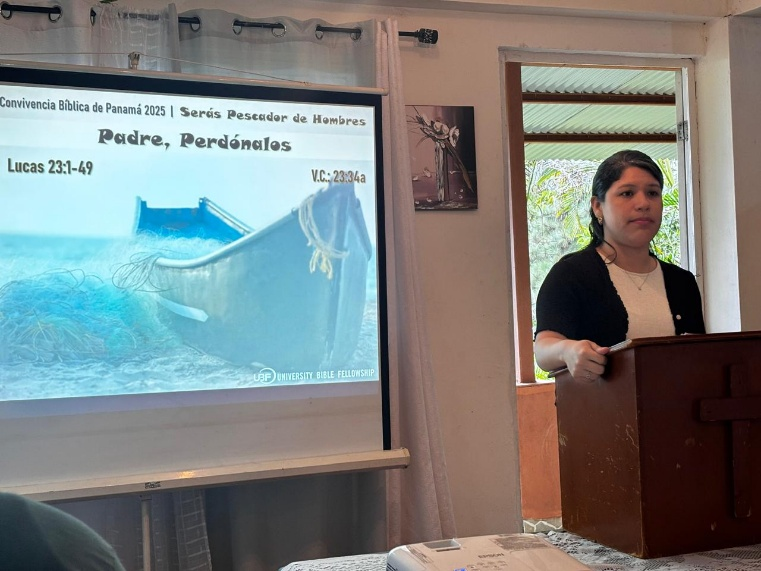 Convivencia Bíblica de Panamá 2025 | Serás Pescador de Hombres
Padre, Perdónalos
Lucas 23:1-49
V.C.: 23:34a
UBF UNIVERSITY BIBLE FELLOWSHIP
EPSON